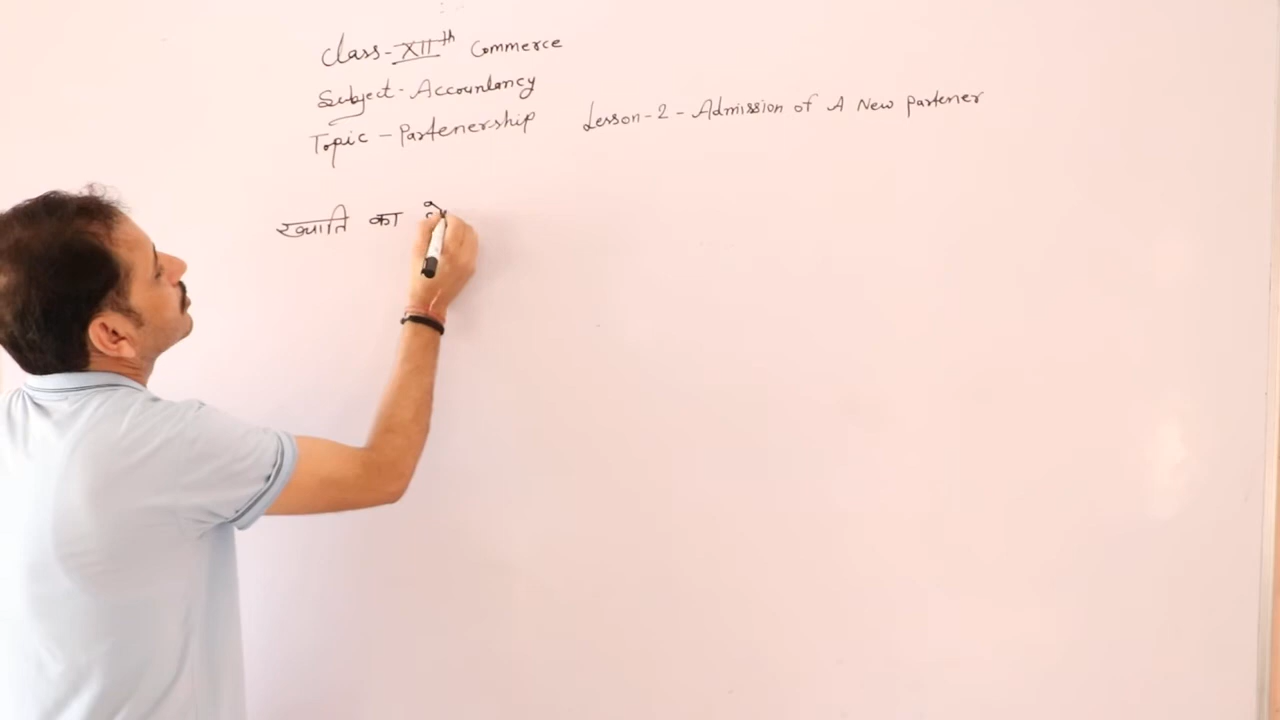 Class-XIIth Commerce
Subject-Accountancy
Topic-Partenership Lesson-2-Admission of A New partener
ख्याति का